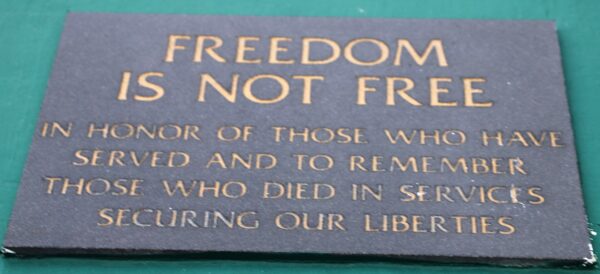 FREEDOM
IS NOT FREE
IN HONOR OF THOSE WHO HAVE
SERVED AND TO REMEMBER
THOSE WHO DIED IN SERVICES
SECURING OUR LIBERTIES